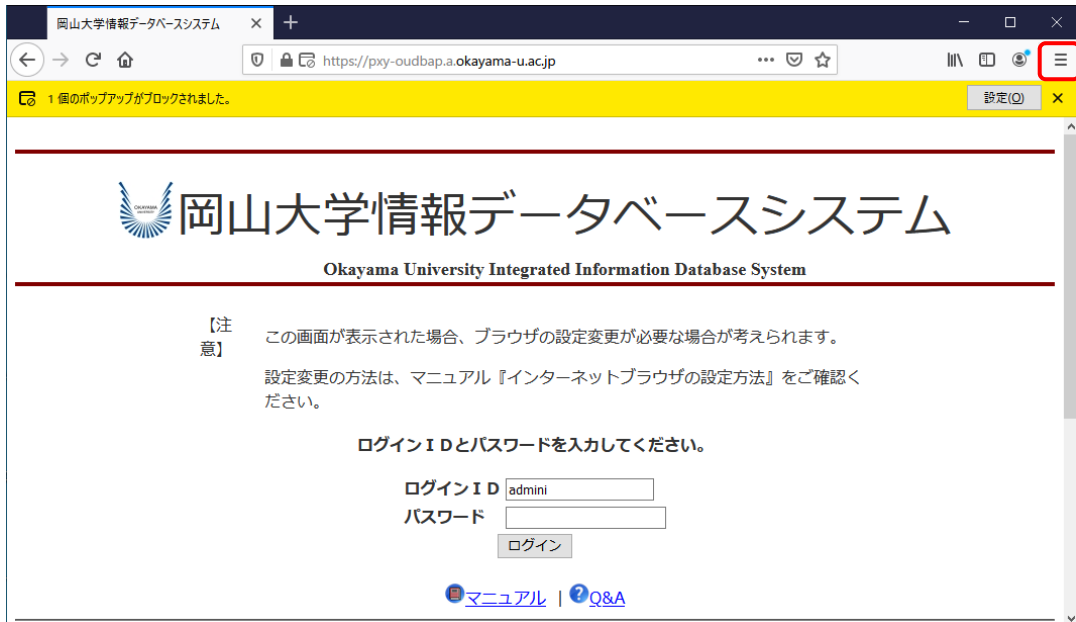 岡山大学情報データベースシステム
https://pxy-oudbap.a.okayama-u.ac.jp
1 個のポップアップがブロックされました。
設定(O)
岡山大学情報データベースシステム
Okayama University Integrated Information Database System
【注意】
この画面が表示された場合、ブラウザの設定変更が必要な場合が考えられます。
設定変更の方法は、マニュアル『インターネットブラウザの設定方法』をご確認く
ださい。
ログインIDとパスワードを入力してください。
ログインID admini
パスワード
ログイン
マニュアル | Q&A